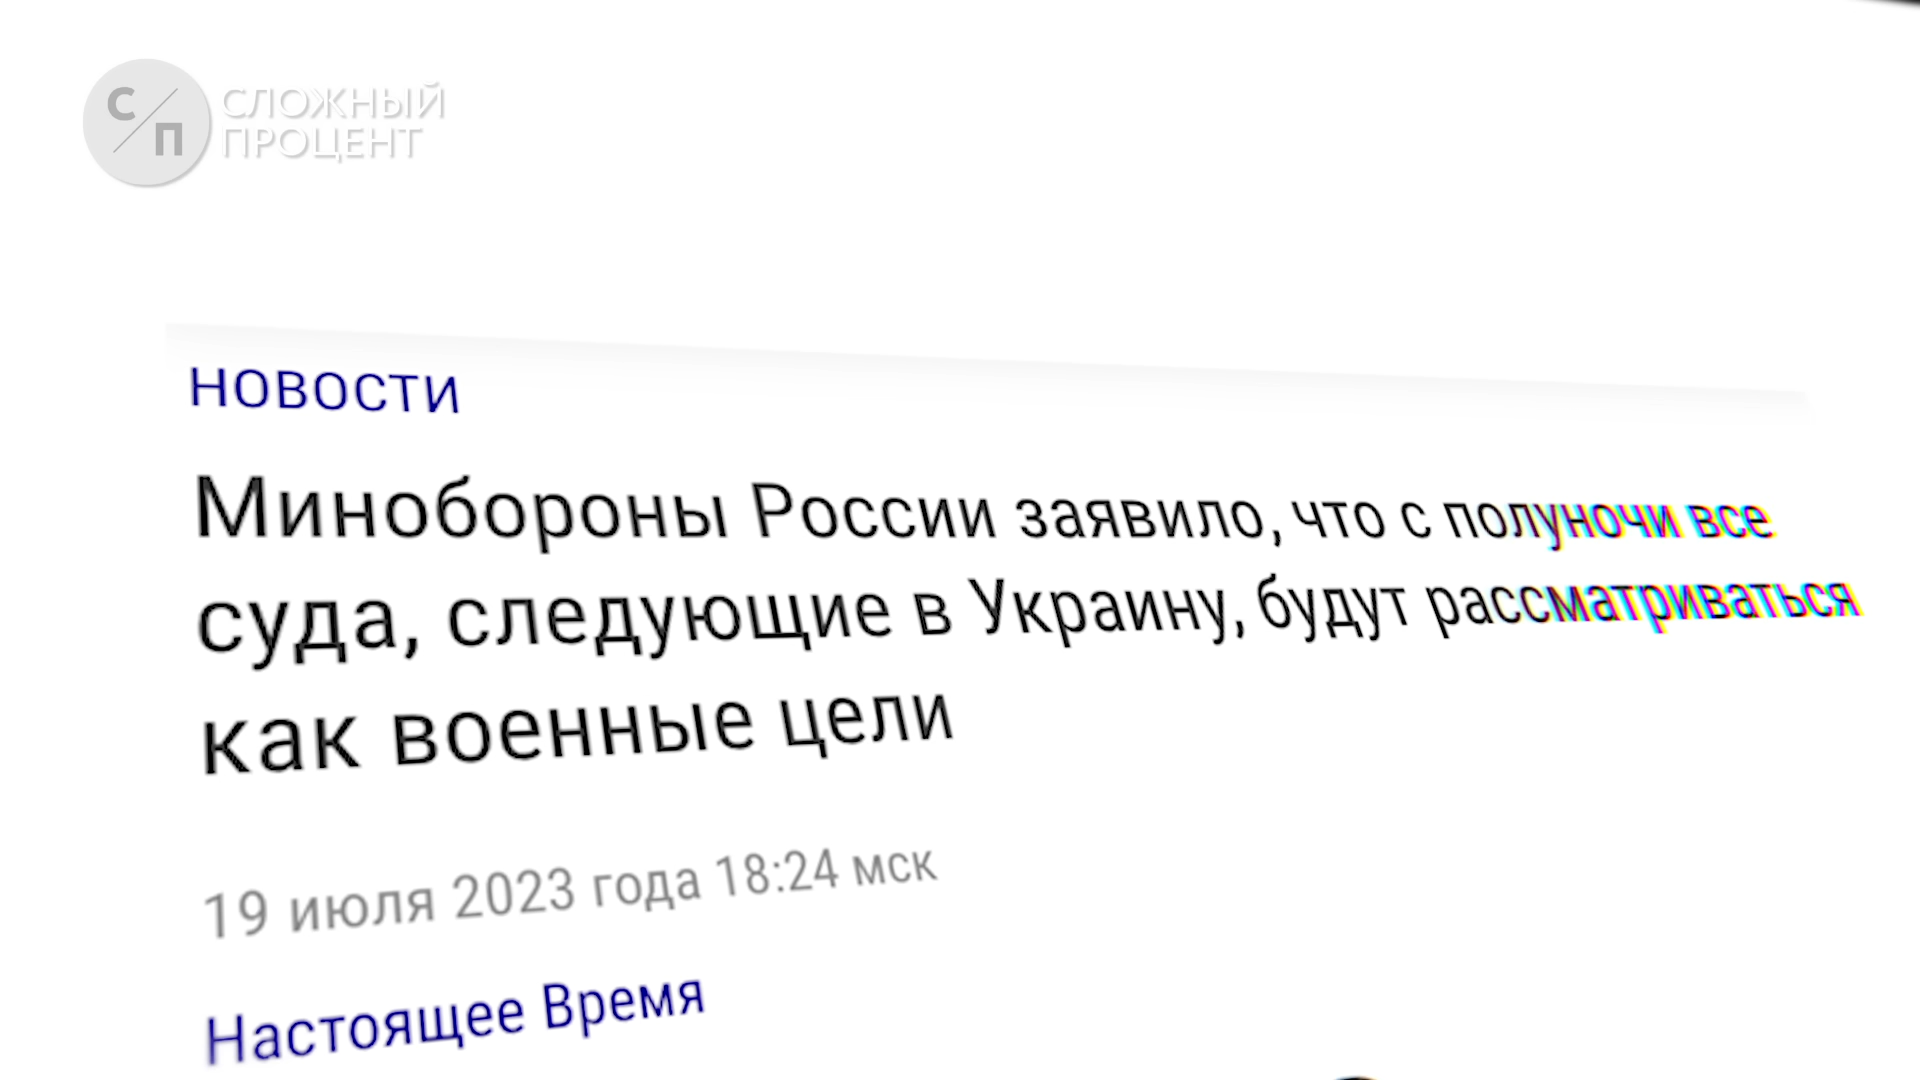 С/П СЛОЖНЫЙ
ПРОЦЕНТ
НОВОСТИ
Минобороны России заявило, что с полуночи все
суда, следующие в Украину, будут рассматриваться
как военные цели
19 июля 2023 года 18:24 мск
Настоящее Время